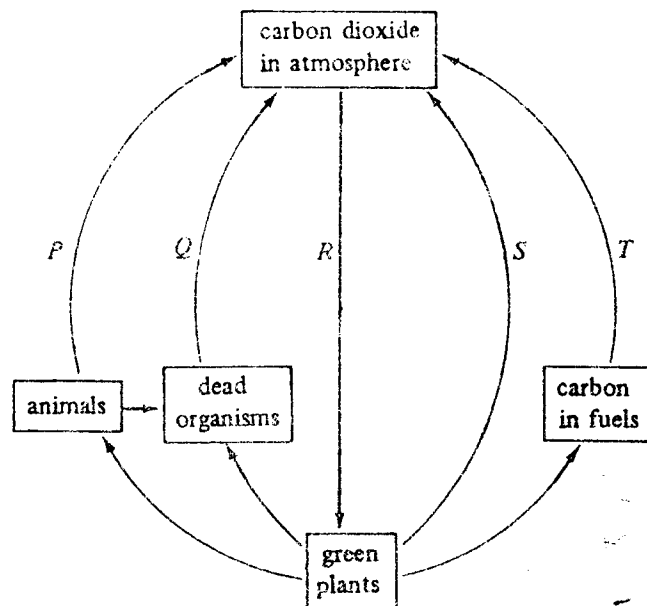 carbon dioxide
in atmosphere
P
Q
R
S
T
animals
dead
organisms
carbon
in fuels
green
plants